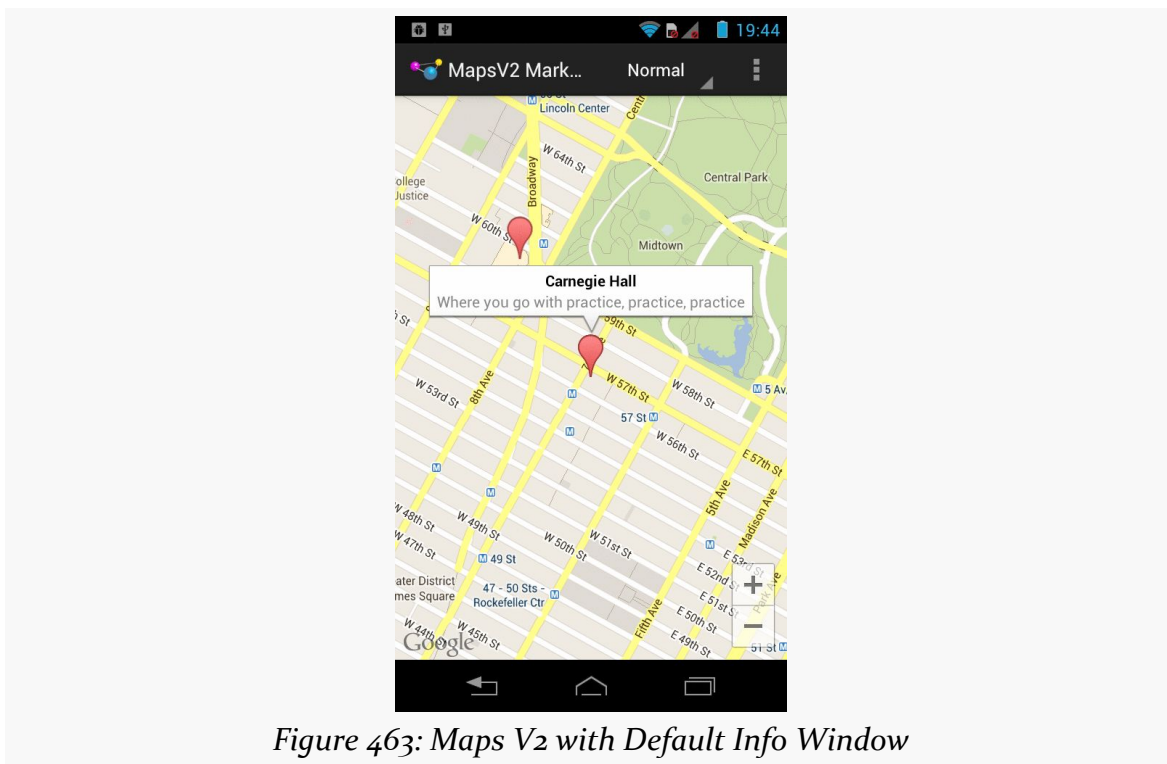 19:44
MapsV2 Mark...
Normal
Lincoln Center
W 64th St
Broadway
Central Park
ollege
Justice
W 60th St
M
Midtown
Carnegie Hall
Where you go with practice, practice, practice
59th St
W 57th St
W 58th St
M 5 Av.
8th Ave
W 53rd St
M
57 St M
M
W 56th St
E 57th St
M
M
5th Ave
Madison Ave
W 48th St
W 49th St
W 47th St
W 50th St
W 51st St
M
E 53rd St
M 49 St
E 52nd St
ater District
mes Square
47 - 50 Sts -
Rockefeller Ctr
M
E 51st St
Park Ave
+
−
Fifth Ave
E 50th St
W 44th St
W 45th St
E 49th St
51 St M
Google
Figure 463: Maps V2 with Default Info Window